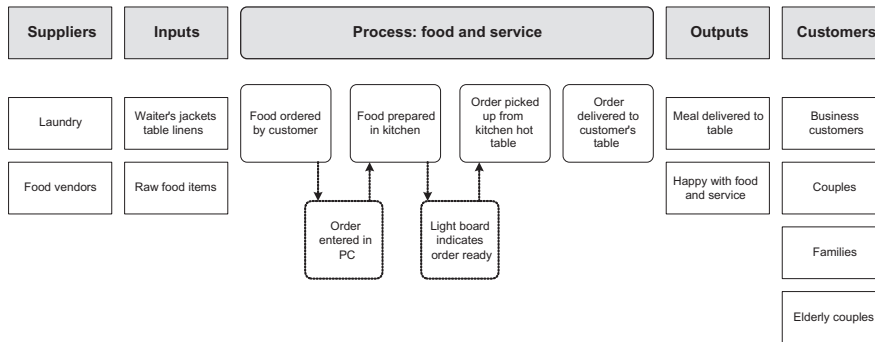 Suppliers
Inputs
Process: food and service
Outputs
Customers
Laundry
Waiter's jackets
table linens
Food ordered
by customer
Food prepared
in kitchen
Order picked
up from
kitchen hot
table
Order
delivered to
customer's
table
Meal delivered to
table
Business
customers
Food vendors
Raw food items
Order
entered in
PC
Light board
indicates
order ready
Happy with food
and service
Couples
Families
Elderly couples